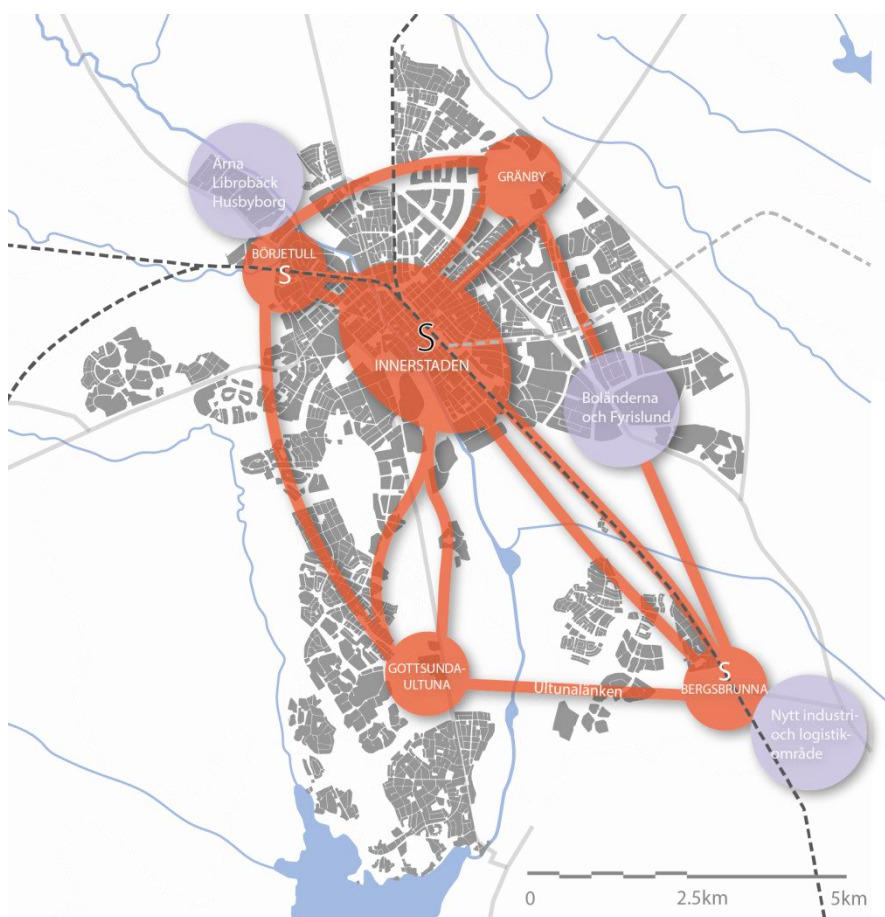 GRÄNBY
Ärna
Librobäck
Husbyborg
BÖRJETULL
S
S
INNERSTADEN
Boländerna
och Fyrislund
GOTTSUNDA-
ULTUNA
Ultunalänken
S
BERGSBRUNNA
Nytt industri-
och logistik-
område
0
2.5km
5km